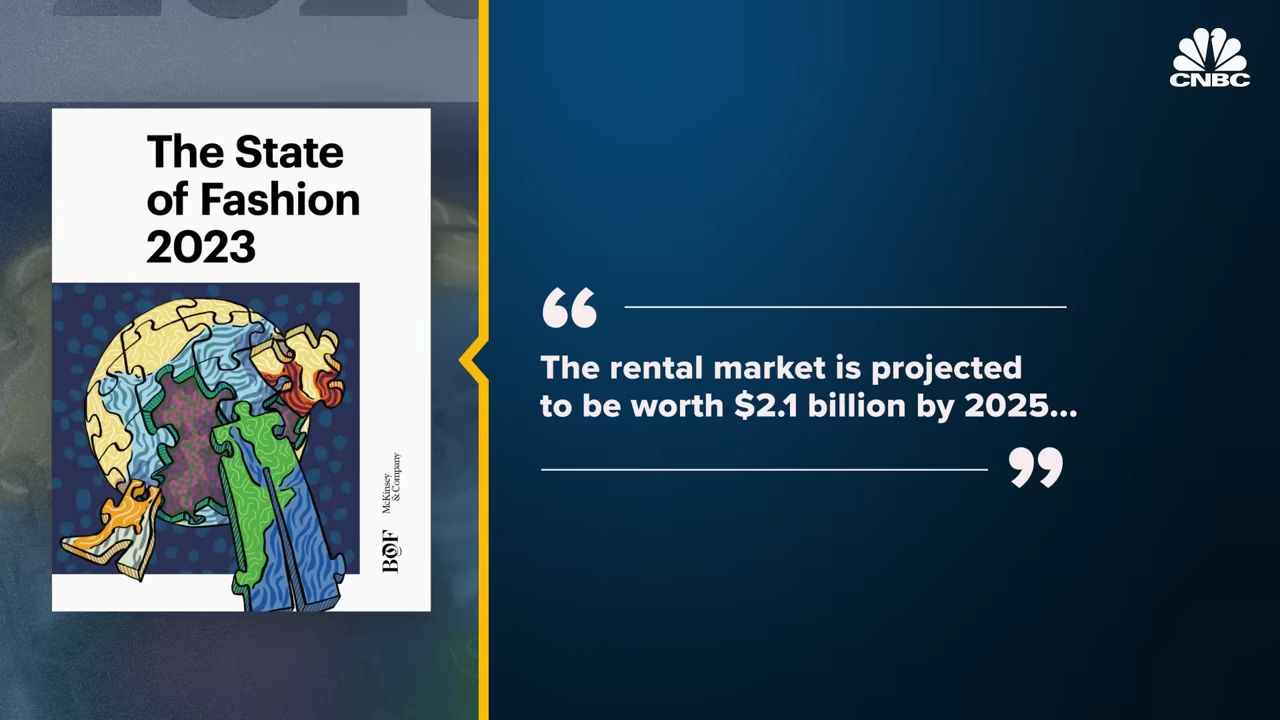 The State
of Fashion
2023
McKinsey
& Company
BOF
“
The rental market is projected
to be worth $2.1 billion by 2025...
”
CNBC